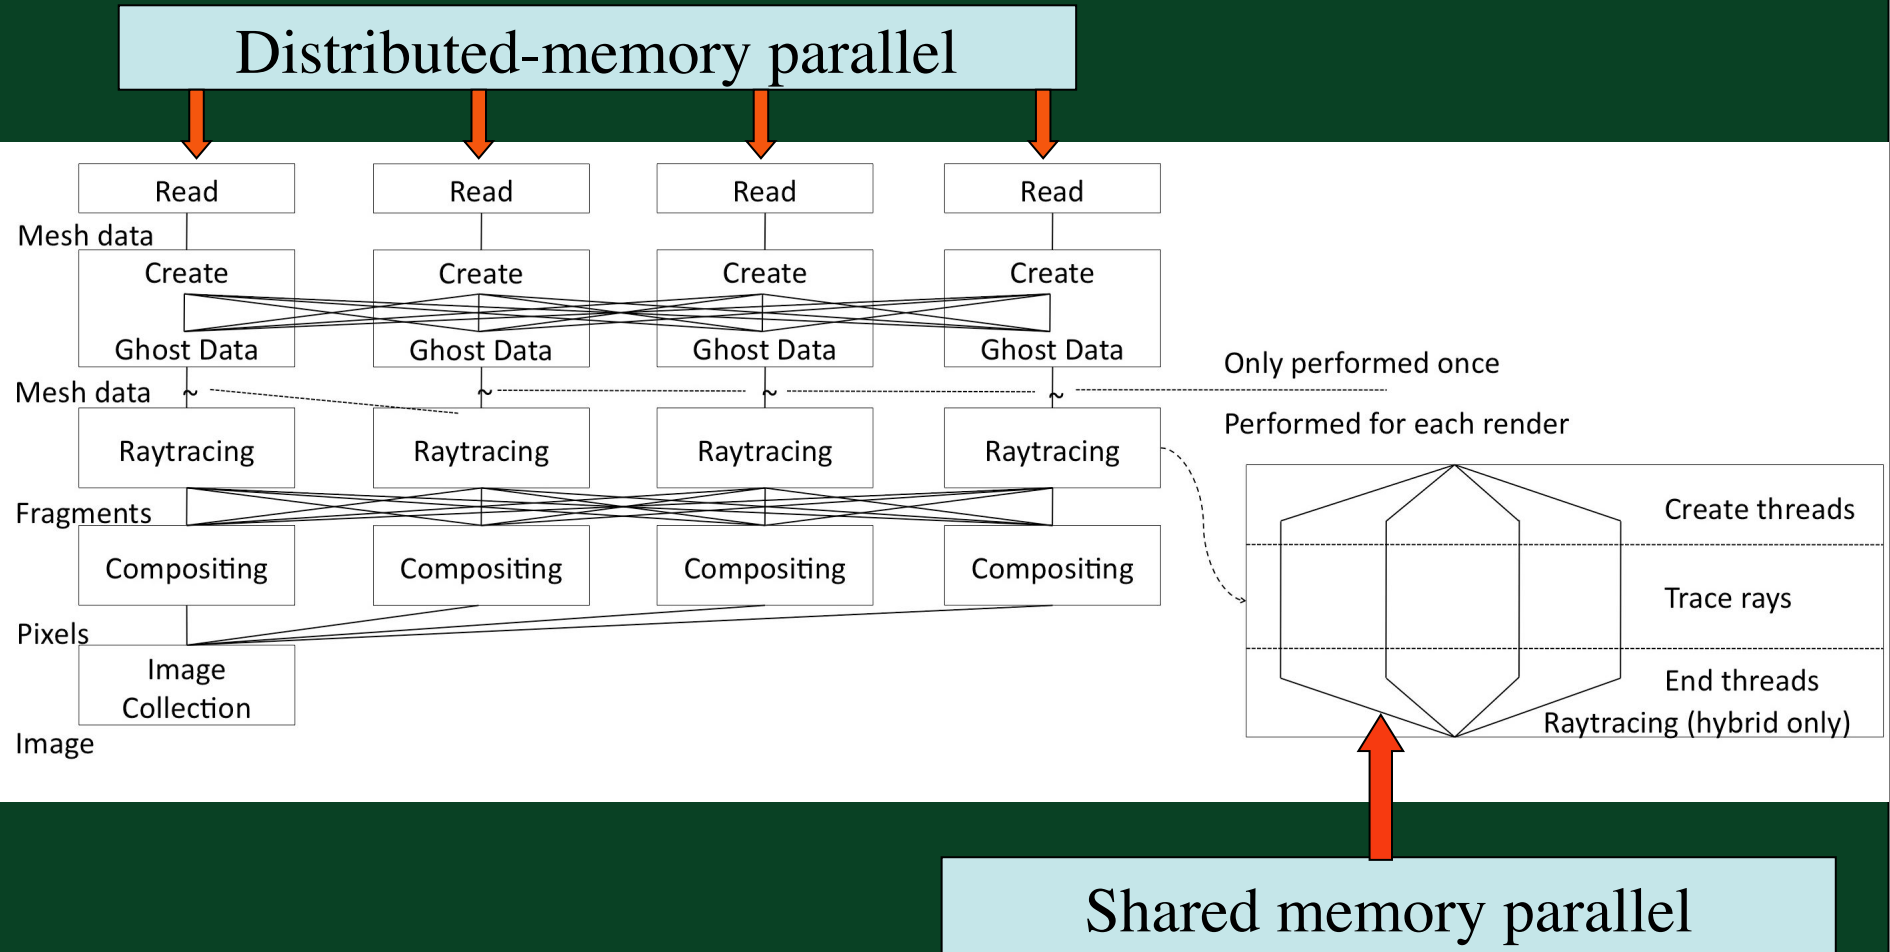 Distributed-memory parallel
Read Read Read Read
Mesh data
Create Create Create Create
Ghost Data Ghost Data Ghost Data Ghost Data
Only performed once
Mesh data ~ ~ ~ ~
Performed for each render
Raytracing Raytracing Raytracing Raytracing
Fragments
Create threads
Compositing Compositing Compositing Compositing
Trace rays
Pixels
Image
Collection
End threads
Raytracing (hybrid only)
Image
Shared memory parallel